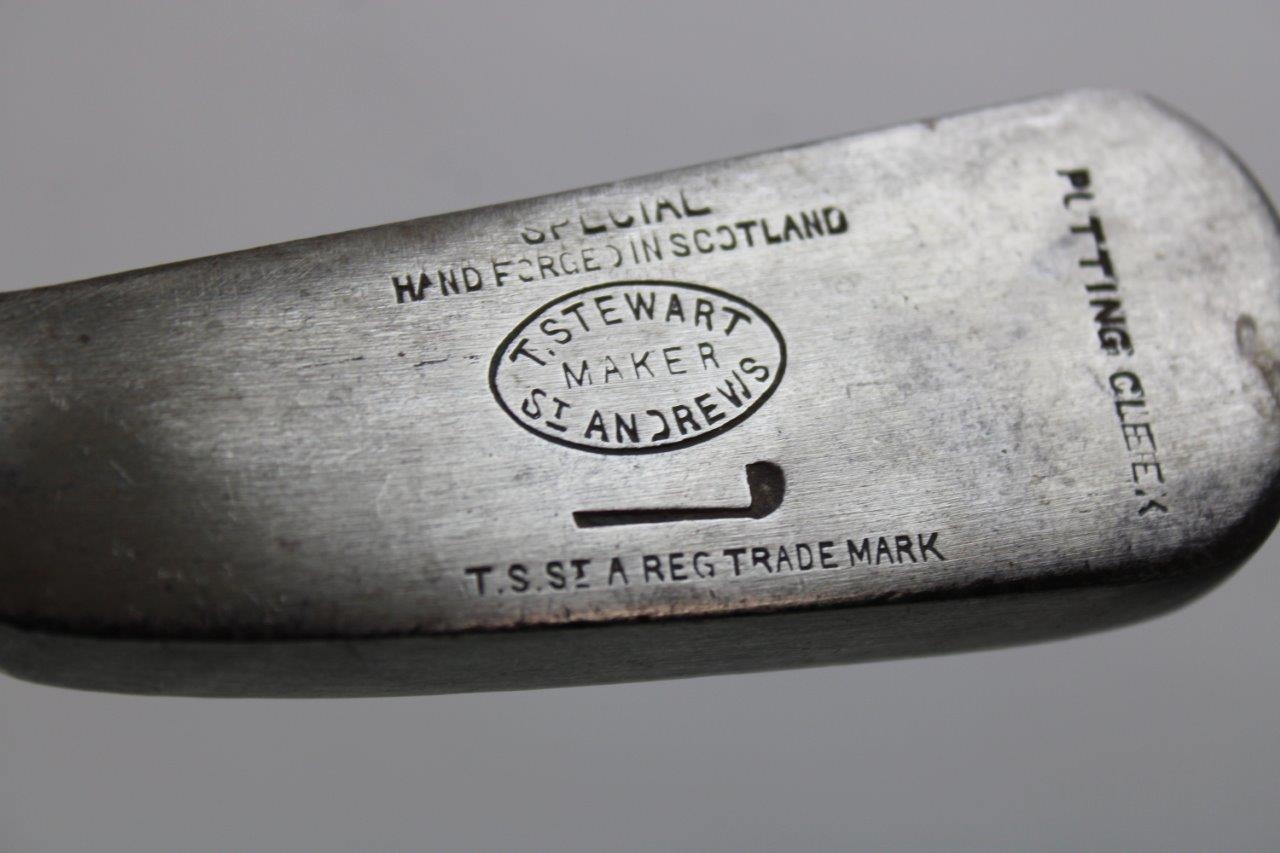 SPECIAL
HAND FORGED IN SCOTLAND
T. STEWART
MAKER
ST ANDREWS
T.S.ST A REG TRADE MARK
PUTTING CLEEK